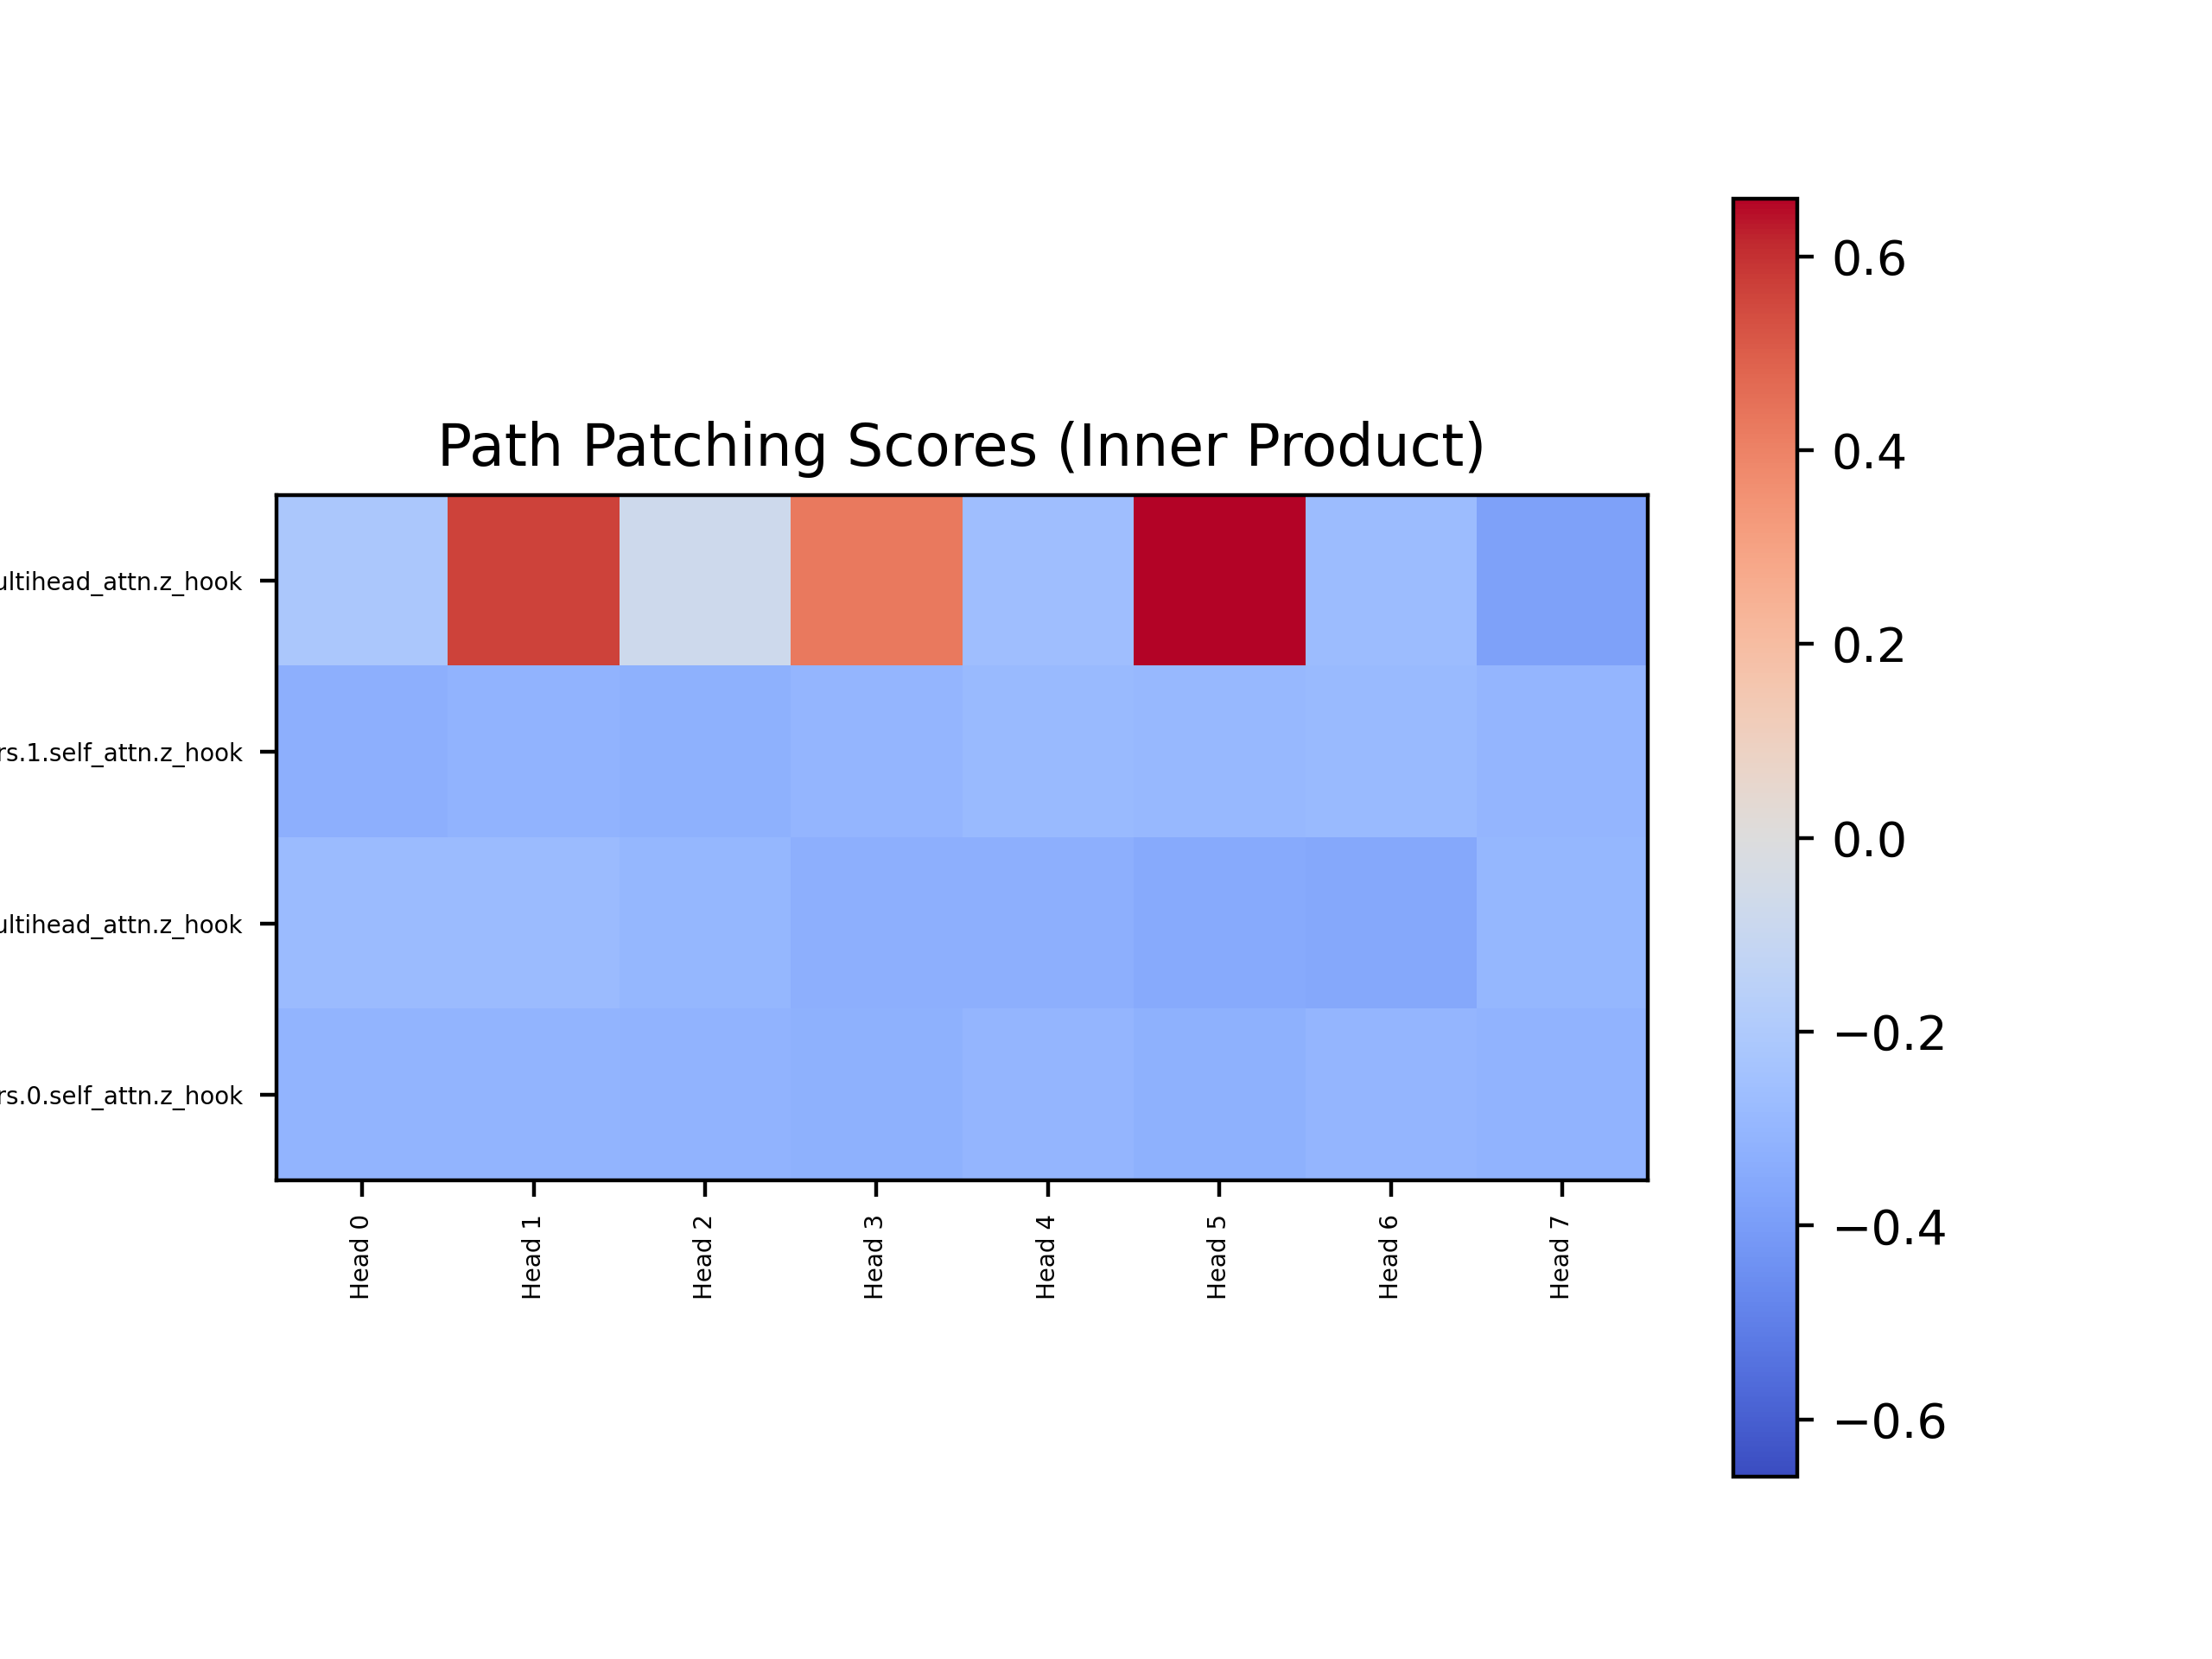 Path Patching Scores (Inner Product)
ultihead_attn.z_hook
rs.1.self_attn.z_hook
ultihead_attn.z_hook
rs.0.self_attn.z_hook
Head 0
Head 1
Head 2
Head 3
Head 4
Head 5
Head 6
Head 7
0.6
0.4
0.2
0.0
−0.2
−0.4
−0.6